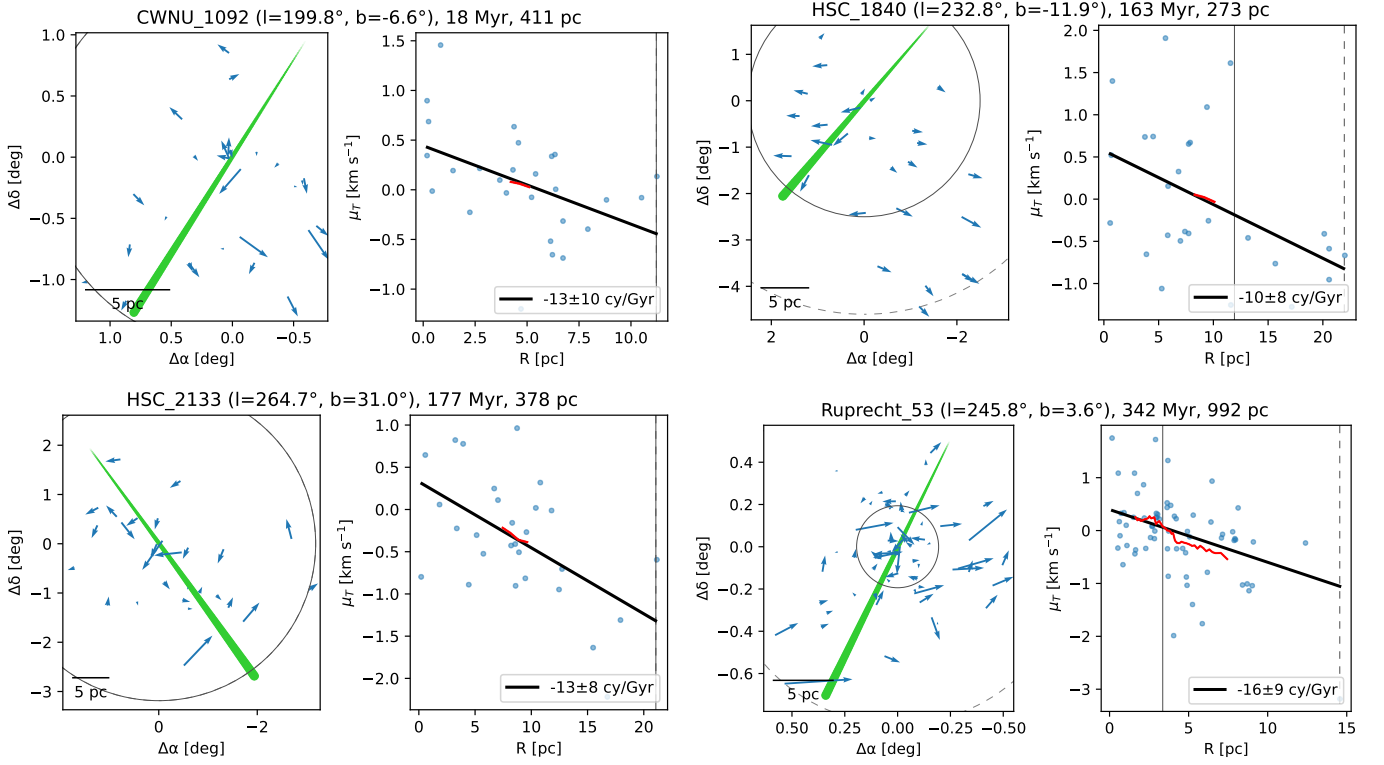 CWNU_1092 (l=199.8°, b=-6.6°), 18 Myr, 411 pc
1.0
0.5
0.0
−0.5
−1.0
Δδ [deg]
5 pc
1.0
0.5
0.0
−0.5
Δα [deg]
1.5
1.0
0.5
0.0
−0.5
−1.0
μT [km s−1]
-13±10 cy/Gyr
0.0
2.5
5.0
7.5
10.0
R [pc]
HSC_1840 (l=232.8°, b=-11.9°), 163 Myr, 273 pc
1
0
−1
−2
−3
−4
Δδ [deg]
5 pc
2
0
−2
Δα [deg]
2.0
1.5
1.0
0.5
0.0
−0.5
−1.0
μT [km s−1]
-10±8 cy/Gyr
0
5
10
15
20
R [pc]
HSC_2133 (l=264.7°, b=31.0°), 177 Myr, 378 pc
2
1
0
−1
−2
−3
Δδ [deg]
5 pc
0
−2
Δα [deg]
1.0
0.5
0.0
−0.5
−1.0
−1.5
−2.0
μT [km s−1]
-13±8 cy/Gyr
0
5
10
15
20
R [pc]
Ruprecht_53 (l=245.8°, b=3.6°), 342 Myr, 992 pc
0.4
0.2
0.0
−0.2
−0.4
−0.6
Δδ [deg]
5 pc
0.50
0.25
0.00
−0.25
−0.50
Δα [deg]
2
1
0
−1
−2
−3
μT [km s−1]
-16±9 cy/Gyr
0
5
10
15
R [pc]